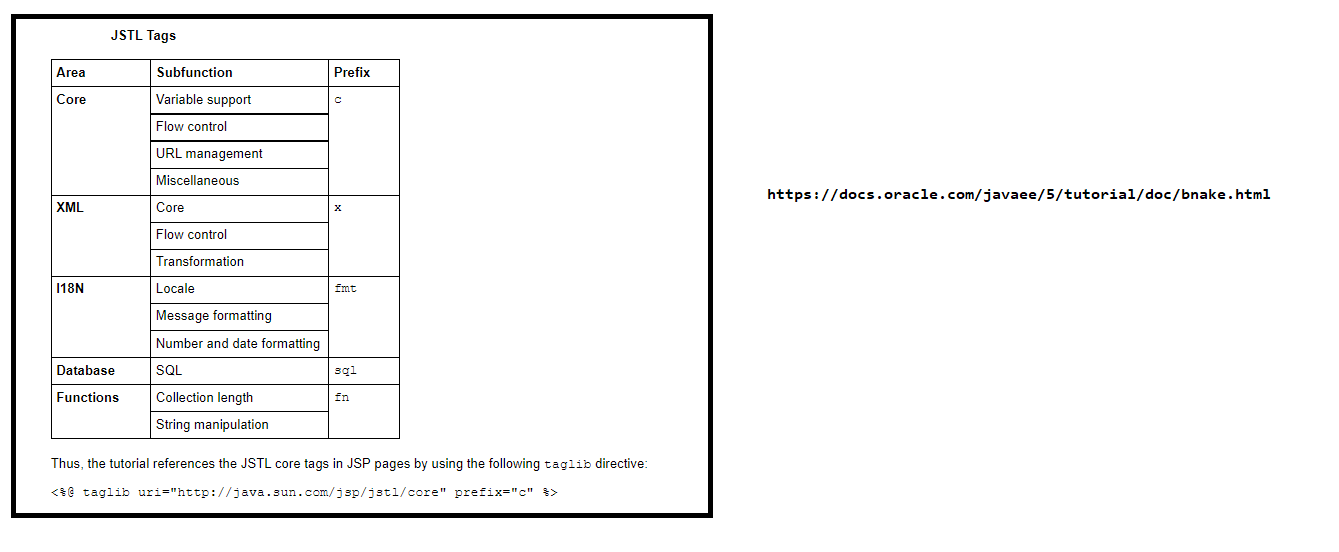 JSTL Tags
Area Subfunction Prefix
Core Variable support c
Flow control
URL management
Miscellaneous
XML Core x
Flow control
Transformation
I18N Locale fmt
Message formatting
Number and date formatting
Database SQL sql
Functions Collection length fn
String manipulation
Thus, the tutorial references the JSTL core tags in JSP pages by using the following taglib directive:
<%@ taglib uri="http://java.sun.com/jsp/jstl/core" prefix="c" %>
https://docs.oracle.com/javaee/5/tutorial/doc/bnake.html